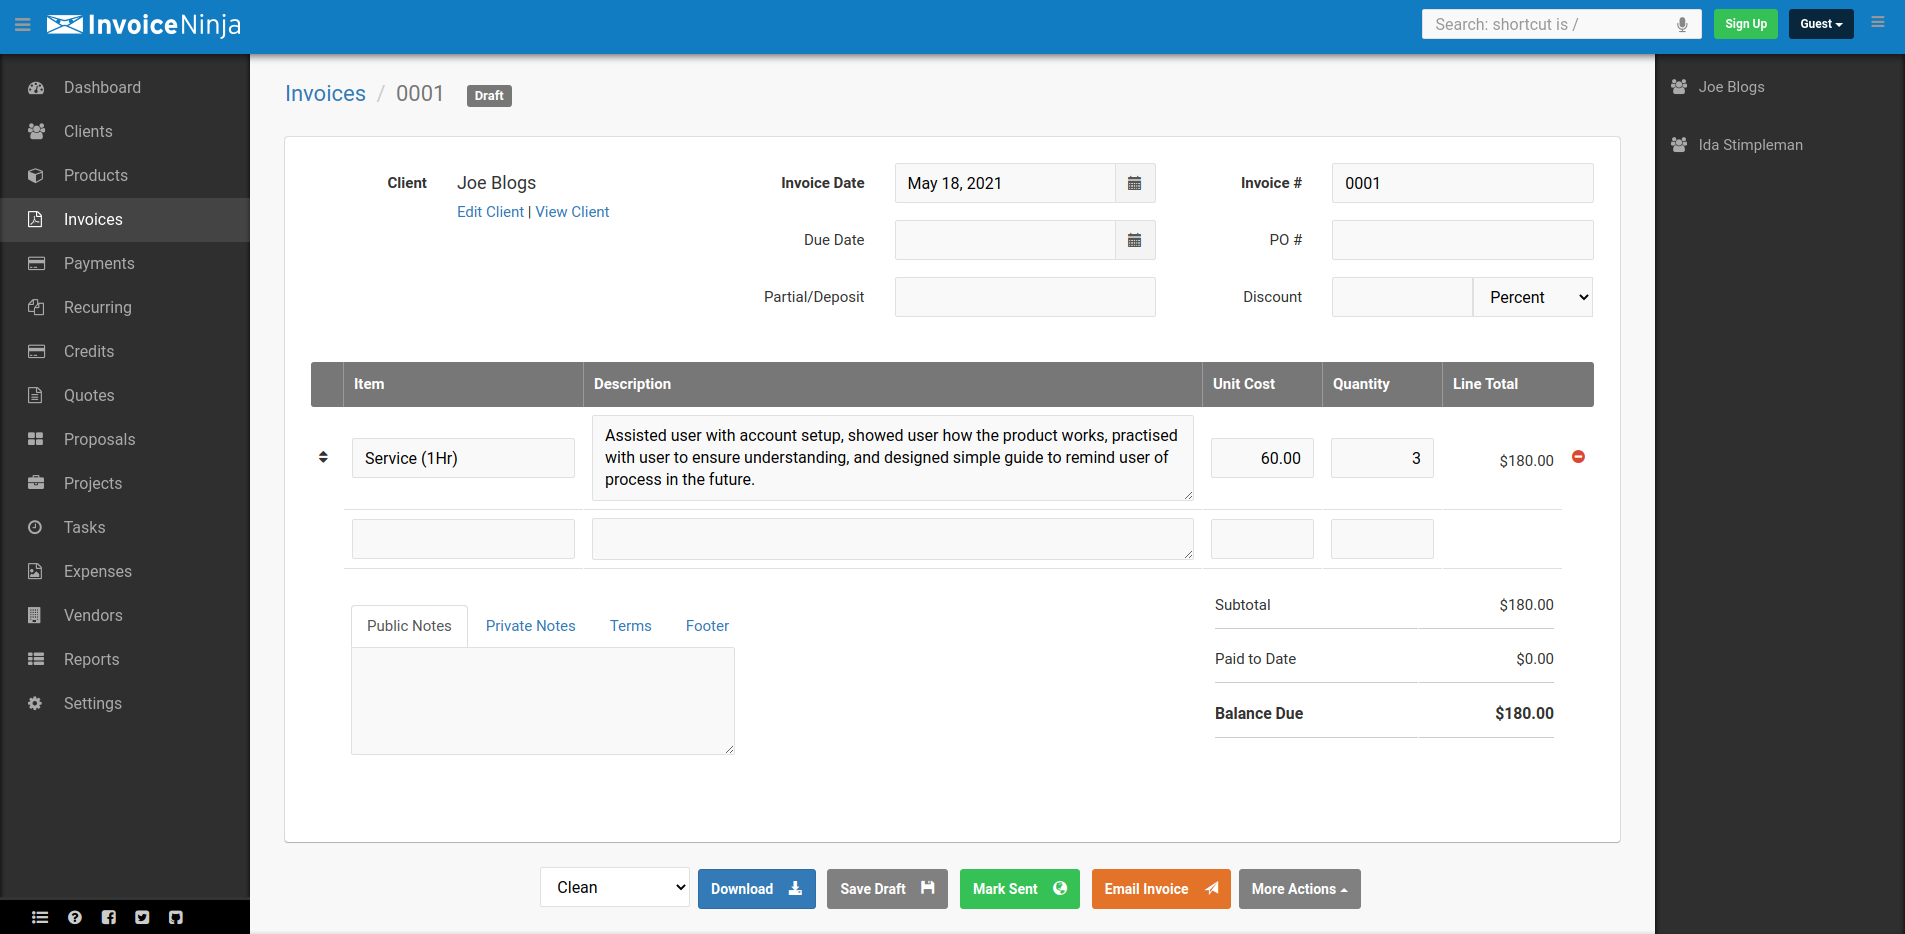 InvoiceNinja
Search: shortcut is /
Sign Up
Guest
Dashboard
Clients
Products
Invoices
Payments
Recurring
Credits
Quotes
Proposals
Projects
Tasks
Expenses
Vendors
Reports
Settings
Invoices / 0001 Draft
Client Joe Blogs
Edit Client | View Client
Invoice Date May 18, 2021
Due Date
Partial/Deposit
Invoice # 0001
PO #
Discount Percent
Item Description Unit Cost Quantity Line Total
Service (1Hr)
Assisted user with account setup, showed user how the product works, practised
with user to ensure understanding, and designed simple guide to remind user of
process in the future.
60.00 3 $180.00
Public Notes Private Notes Terms Footer
Subtotal $180.00
Paid to Date $0.00
Balance Due $180.00
Clean Download Save Draft Mark Sent Email Invoice More Actions
Joe Blogs
Ida Stimpleman